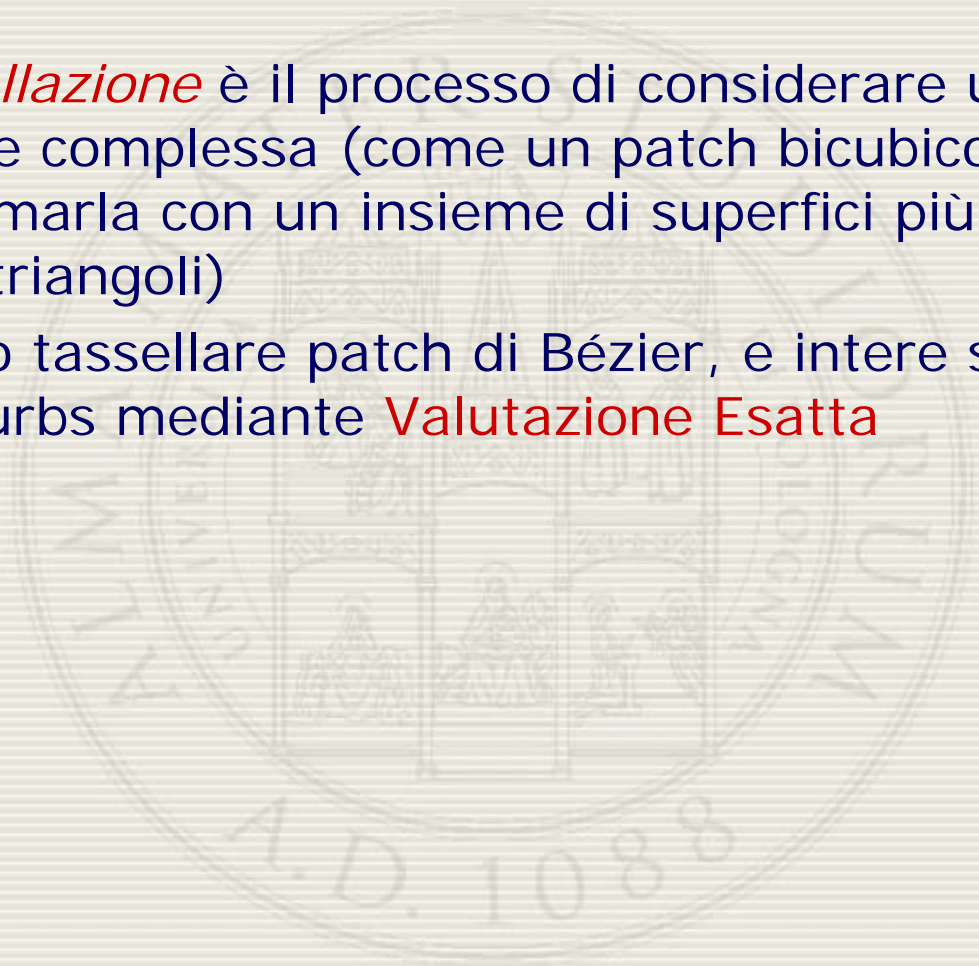 llazione è il processo di considerare u
e complessa (come un patch bicubico
marla con un insieme di superfici più
triangoli)
o tassellare patch di Bézier, e intere s
urbs mediante Valutazione Esatta
A.D. 1088